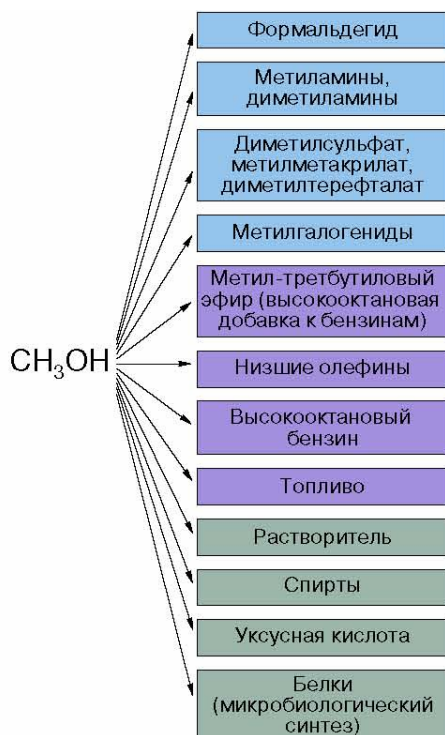 Формальдегид
Метиламины,
диметиламины
Диметилсульфат,
метилметакрилат,
диметилтерефталат
Метилгалогениды
Метил-третбутиловый
эфир (высокооктановая
добавка к бензинам)
CH₃OH
Низшие олефины
Высокооктановый
бензин
Топливо
Растворитель
Спирты
Уксусная кислота
Белки
(микробиологический
синтез)